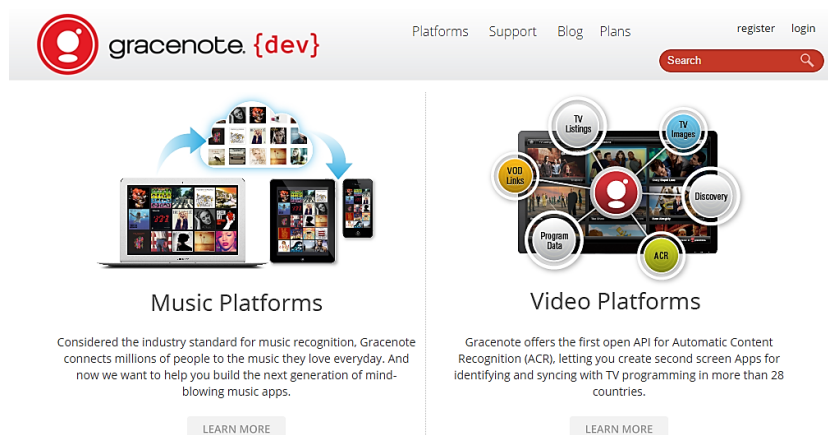 gracenote. {dev}
Platforms Support Blog Plans
register login
Search
TV
Listings
TV
Images
VOD
Links
Discovery
Program
Data
ACR
Music Platforms
Considered the industry standard for music recognition, Gracenote
connects millions of people to the music they love everyday. And
now we want to help you build the next generation of mind-
blowing music apps.
LEARN MORE
Video Platforms
Gracenote offers the first open API for Automatic Content
Recognition (ACR), letting you create second screen Apps for
identifying and syncing with TV programming in more than 28
countries.
LEARN MORE